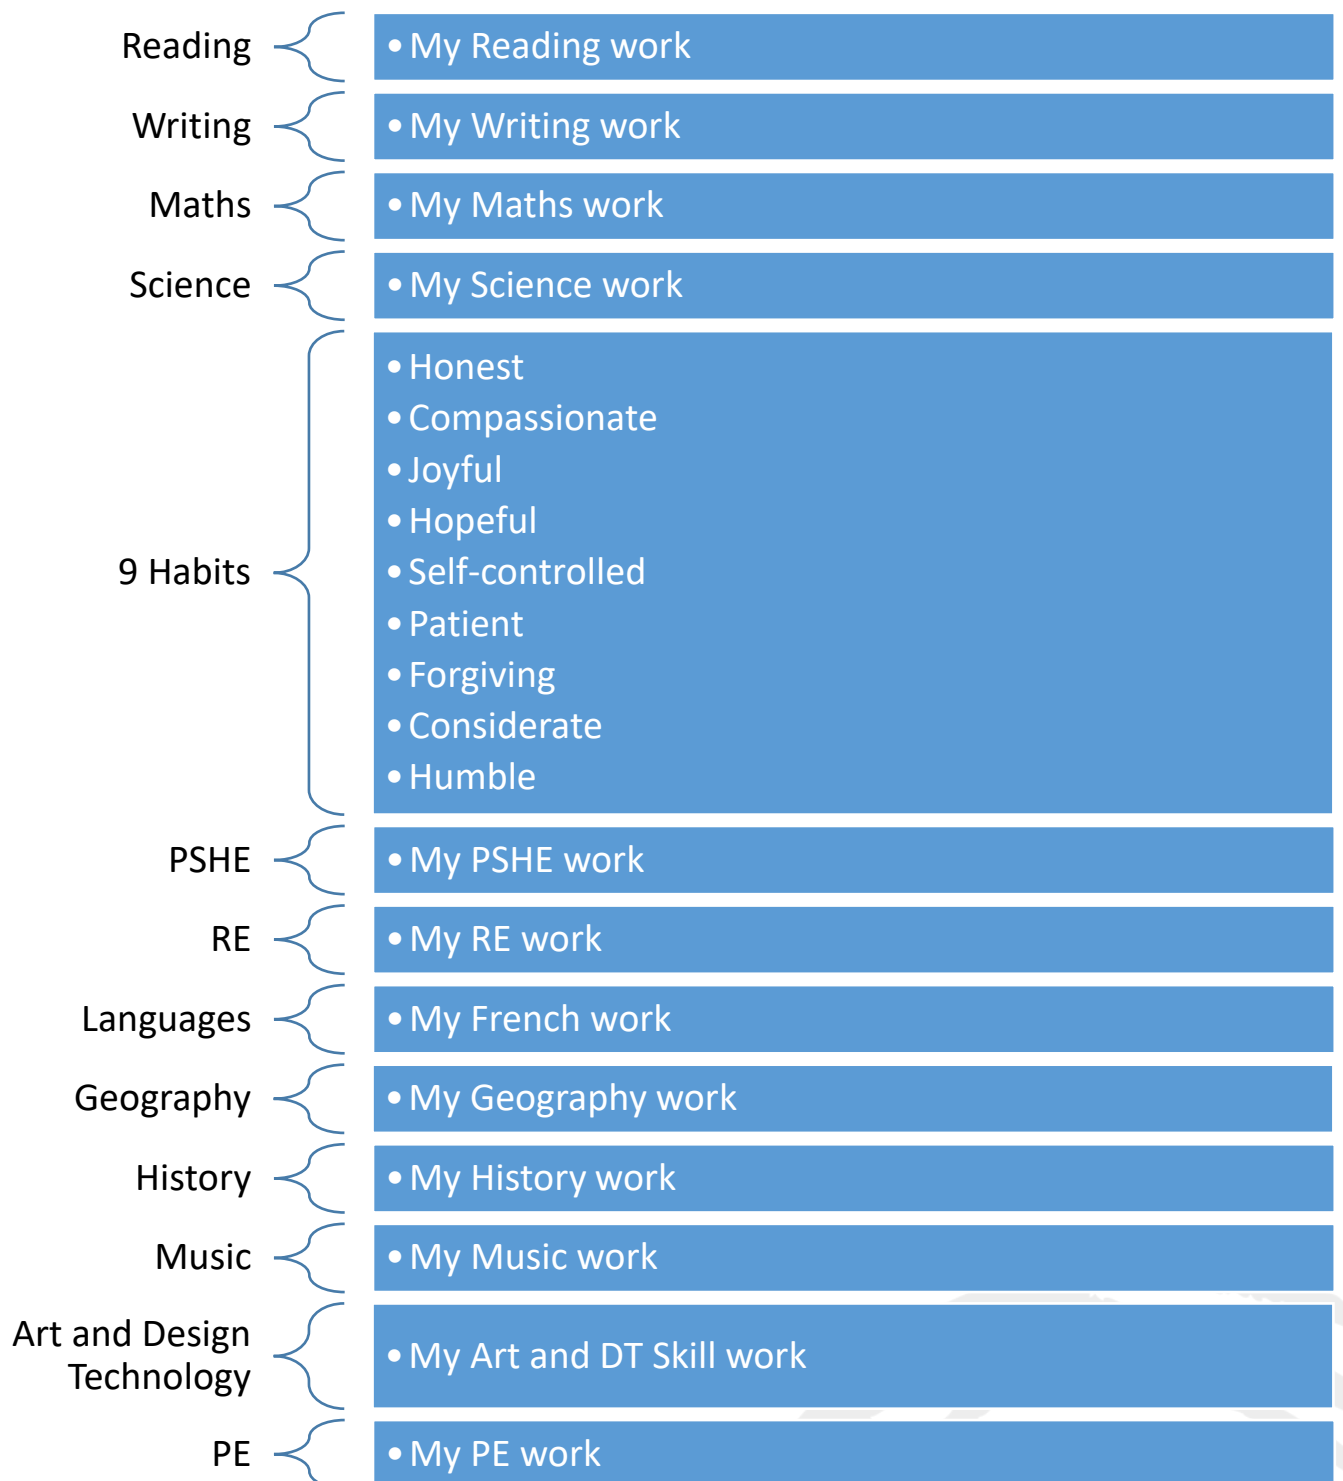 Reading
• My Reading work
Writing
• My Writing work
Maths
• My Maths work
Science
• My Science work
9 Habits
• Honest
• Compassionate
• Joyful
• Hopeful
• Self-controlled
• Patient
• Forgiving
• Considerate
• Humble
PSHE
• My PSHE work
RE
• My RE work
Languages
• My French work
Geography
• My Geography work
History
• My History work
Music
• My Music work
Art and Design
Technology
• My Art and DT Skill work
PE
• My PE work